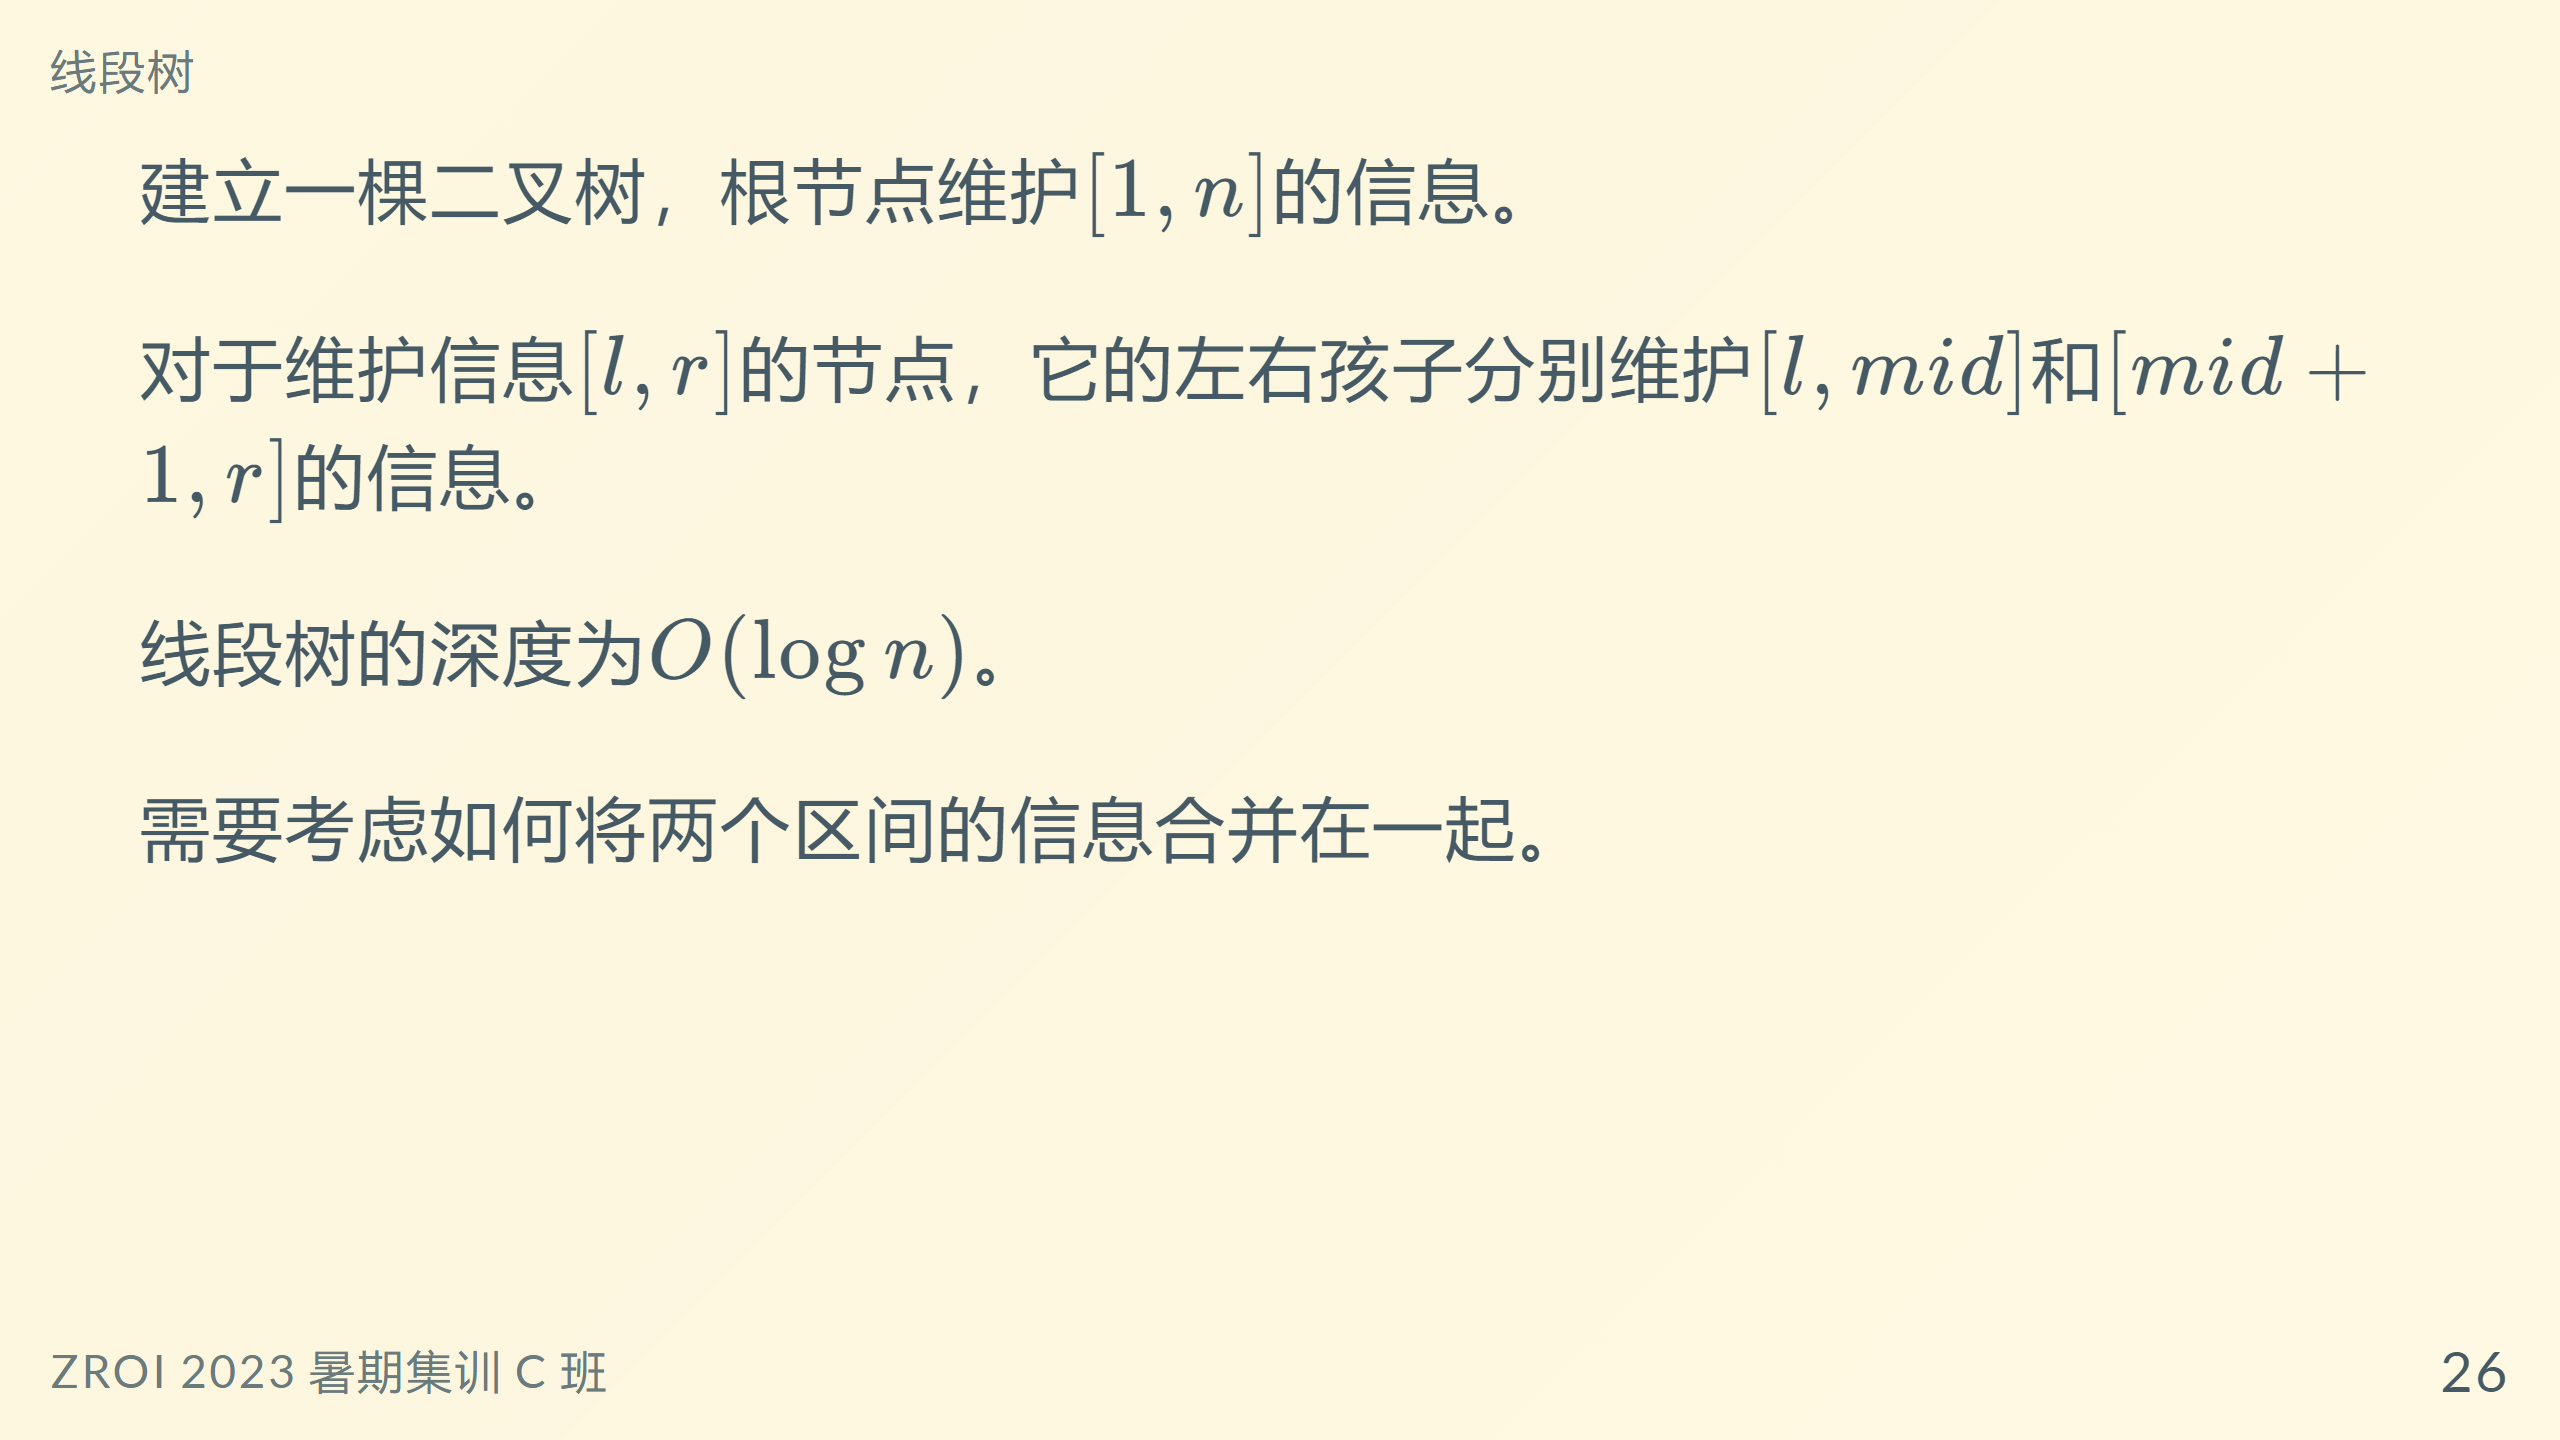 线段树
建立一棵二叉树，根节点维护[1, n]的信息。
对于维护信息[l, r]的节点，它的左右孩子分别维护[l, mid]和[mid +
1, r]的信息。
线段树的深度为O(log n)。
需要考虑如何将两个区间的信息合并在一起。
ZROI 2023 暑期集训 C 班
26